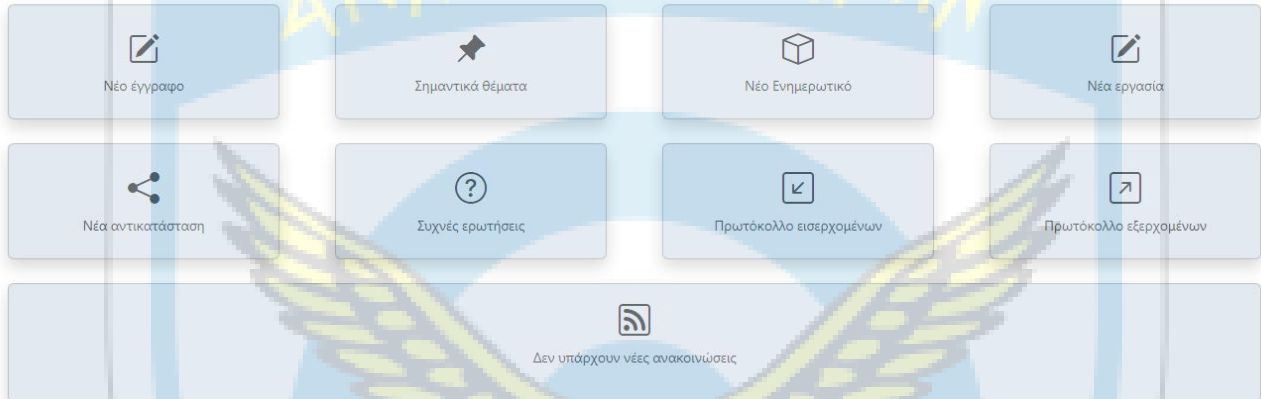 Νέο έγγραφο
Σημαντικά θέματα
Νέο Ενημερωτικό
Νέα εργασία
Νέα αντικατάσταση
Συχνές ερωτήσεις
Πρωτόκολλο εισερχομένων
Πρωτόκολλο εξερχομένων
Δεν υπάρχουν νέες ανακοινώσεις